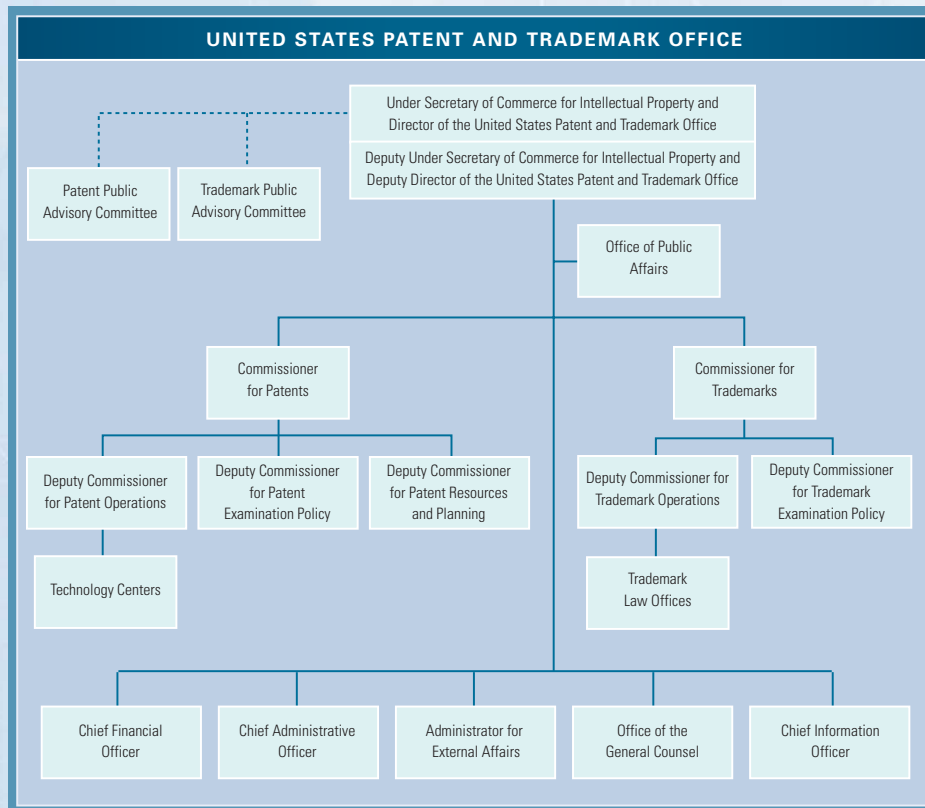 UNITED STATES PATENT AND TRADEMARK OFFICE
Under Secretary of Commerce for Intellectual Property and
Director of the United States Patent and Trademark Office
Deputy Under Secretary of Commerce for Intellectual Property and
Deputy Director of the United States Patent and Trademark Office
Patent Public
Advisory Committee
Trademark Public
Advisory Committee
Office of Public
Affairs
Commissioner
for Patents
Commissioner for
Trademarks
Deputy Commissioner
for Patent Operations
Deputy Commissioner
for Patent
Examination Policy
Deputy Commissioner
for Patent Resources
and Planning
Deputy Commissioner for
Trademark Operations
Deputy Commissioner
for Trademark
Examination Policy
Technology Centers
Trademark
Law Offices
Chief Financial
Officer
Chief Administrative
Officer
Administrator for
External Affairs
Office of the
General Counsel
Chief Information
Officer